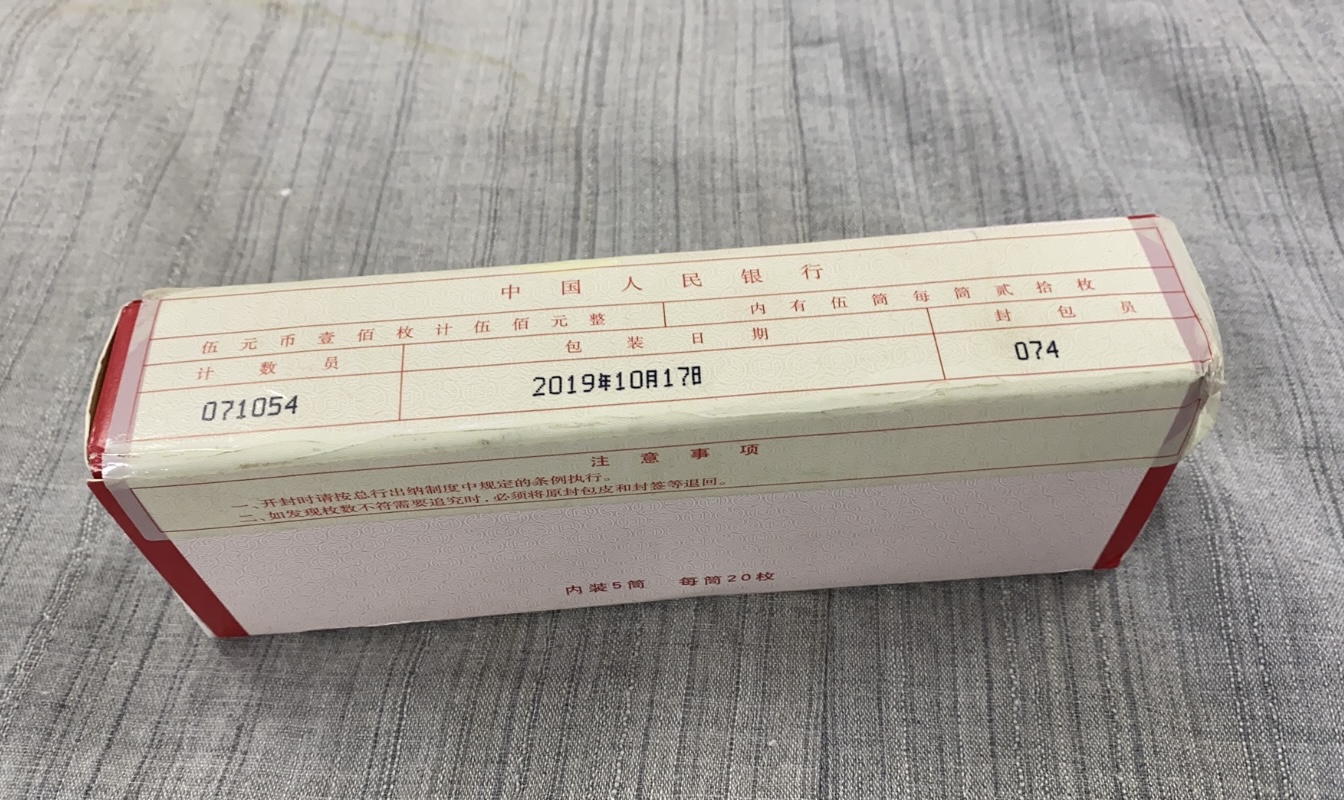 中国人民银行
伍元币壹佰枚计伍佰元整 内有伍筒每筒贰拾枚
计数员 包装日期 封包员
071054 2019年10月17日 074
注意事项
一、开封时请按总行出纳制度中规定的条例执行。
二、如发现枚数不符需要追究时，必须将原封包皮和封签等退回。
内装5筒 每筒20枚